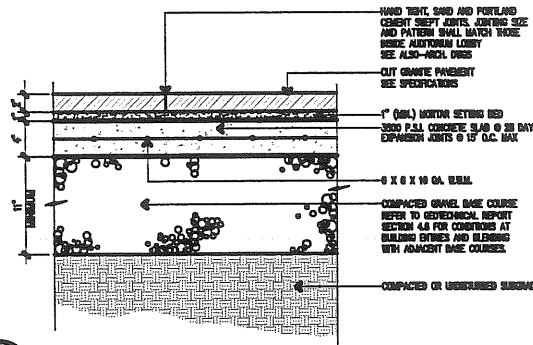 HAND TIGHT, SAND AND PORTLAND
CEMENT SWEPT JOINTS. JOINTING SIZE
AND PATTERN SHALL MATCH THOSE
INSIDE AUDITORIUM LOBBY
SEE ALSO-ARCH. DWGS
CUT GRANITE PAVEMENT
SEE SPECIFICATIONS
1" (MIN.) MORTAR SETTING BED
3500 P.S.I. CONCRETE SLAB @ 28 DAY
EXPANSION JOINTS @ 15' O.C. MAX
6 X 6 X 10 GA. W.W.M.
COMPACTED GRAVEL BASE COURSE
REFER TO GEOTECHNICAL REPORT
SECTION 4.6 FOR CONDITIONS AT
BUILDING ENTRIES AND BLENDING
WITH ADJACENT BASE COURSES.
COMPACTED OR UNDISTURBED SUBGRAD
4"
11"
MINIMUM